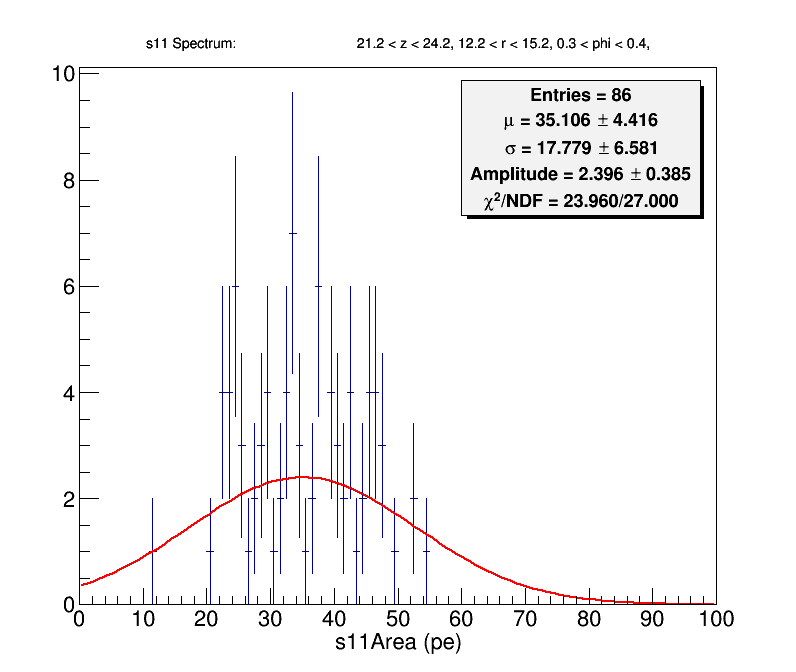 s11 Spectrum: 21.2 < z < 24.2, 12.2 < r < 15.2, 0.3 < phi < 0.4,
Entries = 86
μ = 35.106 ± 4.416
σ = 17.779 ± 6.581
Amplitude = 2.396 ± 0.385
χ²/NDF = 23.960/27.000
10
8
6
4
2
0
0 10 20 30 40 50 60 70 80 90 100
s11Area (pe)